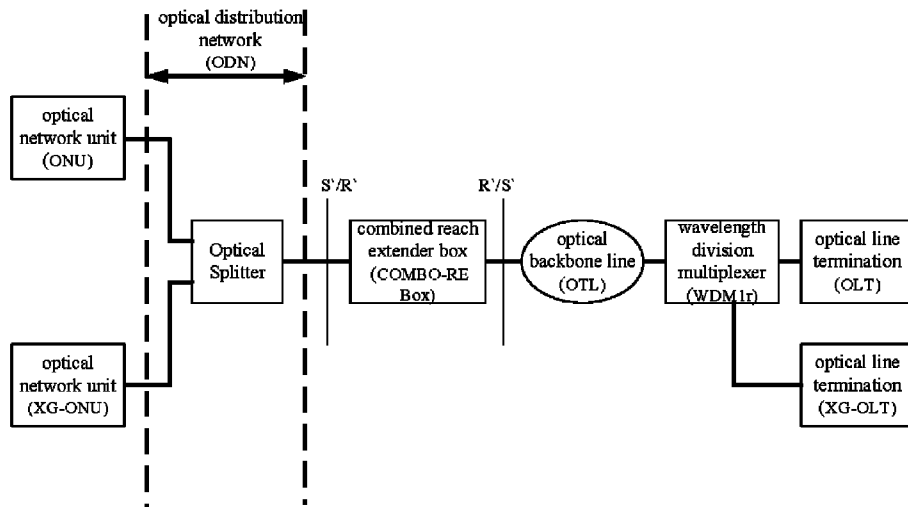 optical distribution
network
(ODN)
optical
network unit
(ONU)
S`/R`
R`/S`
Optical
Splitter
combined reach
extender box
(COMBO-RE
Box)
optical
backbone line
(OTL)
wavelength
division
multiplexer
(WDM1r)
optical line
termination
(OLT)
optical
network unit
(XG-ONU)
optical line
termination
(XG-OLT)